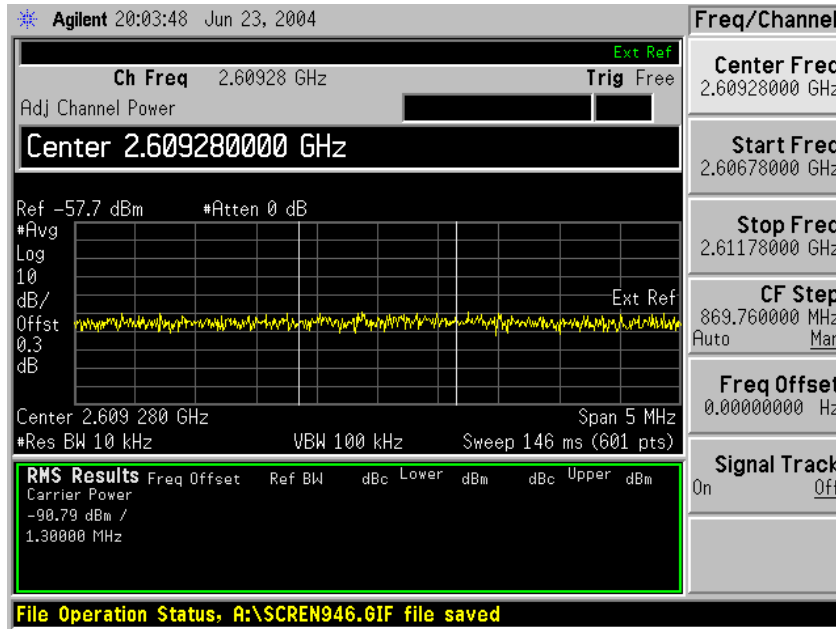 Agilent 20:03:48 Jun 23, 2004
Ext Ref
Ch Freq 2.60928 GHz Trig Free
Adj Channel Power
Center 2.609280000 GHz
Ref -57.7 dBm #Atten 0 dB
#Avg
Log
10
dB/
Offst
0.3
dB
Ext Ref
Center 2.609 280 GHz Span 5 MHz
#Res BW 10 kHz VBW 100 kHz Sweep 146 ms (601 pts)
RMS Results Freq Offset Ref BW dBc Lower dBm dBc Upper dBm
Carrier Power
-90.79 dBm /
1.30000 MHz
File Operation Status, A:\SCREN946.GIF file saved
Freq/Channel
Center Freq
2.60928000 GHz
Start Freq
2.60678000 GHz
Stop Freq
2.61178000 GHz
CF Step
869.760000 MHz
Auto Man
Freq Offset
0.00000000 Hz
Signal Track
On Off